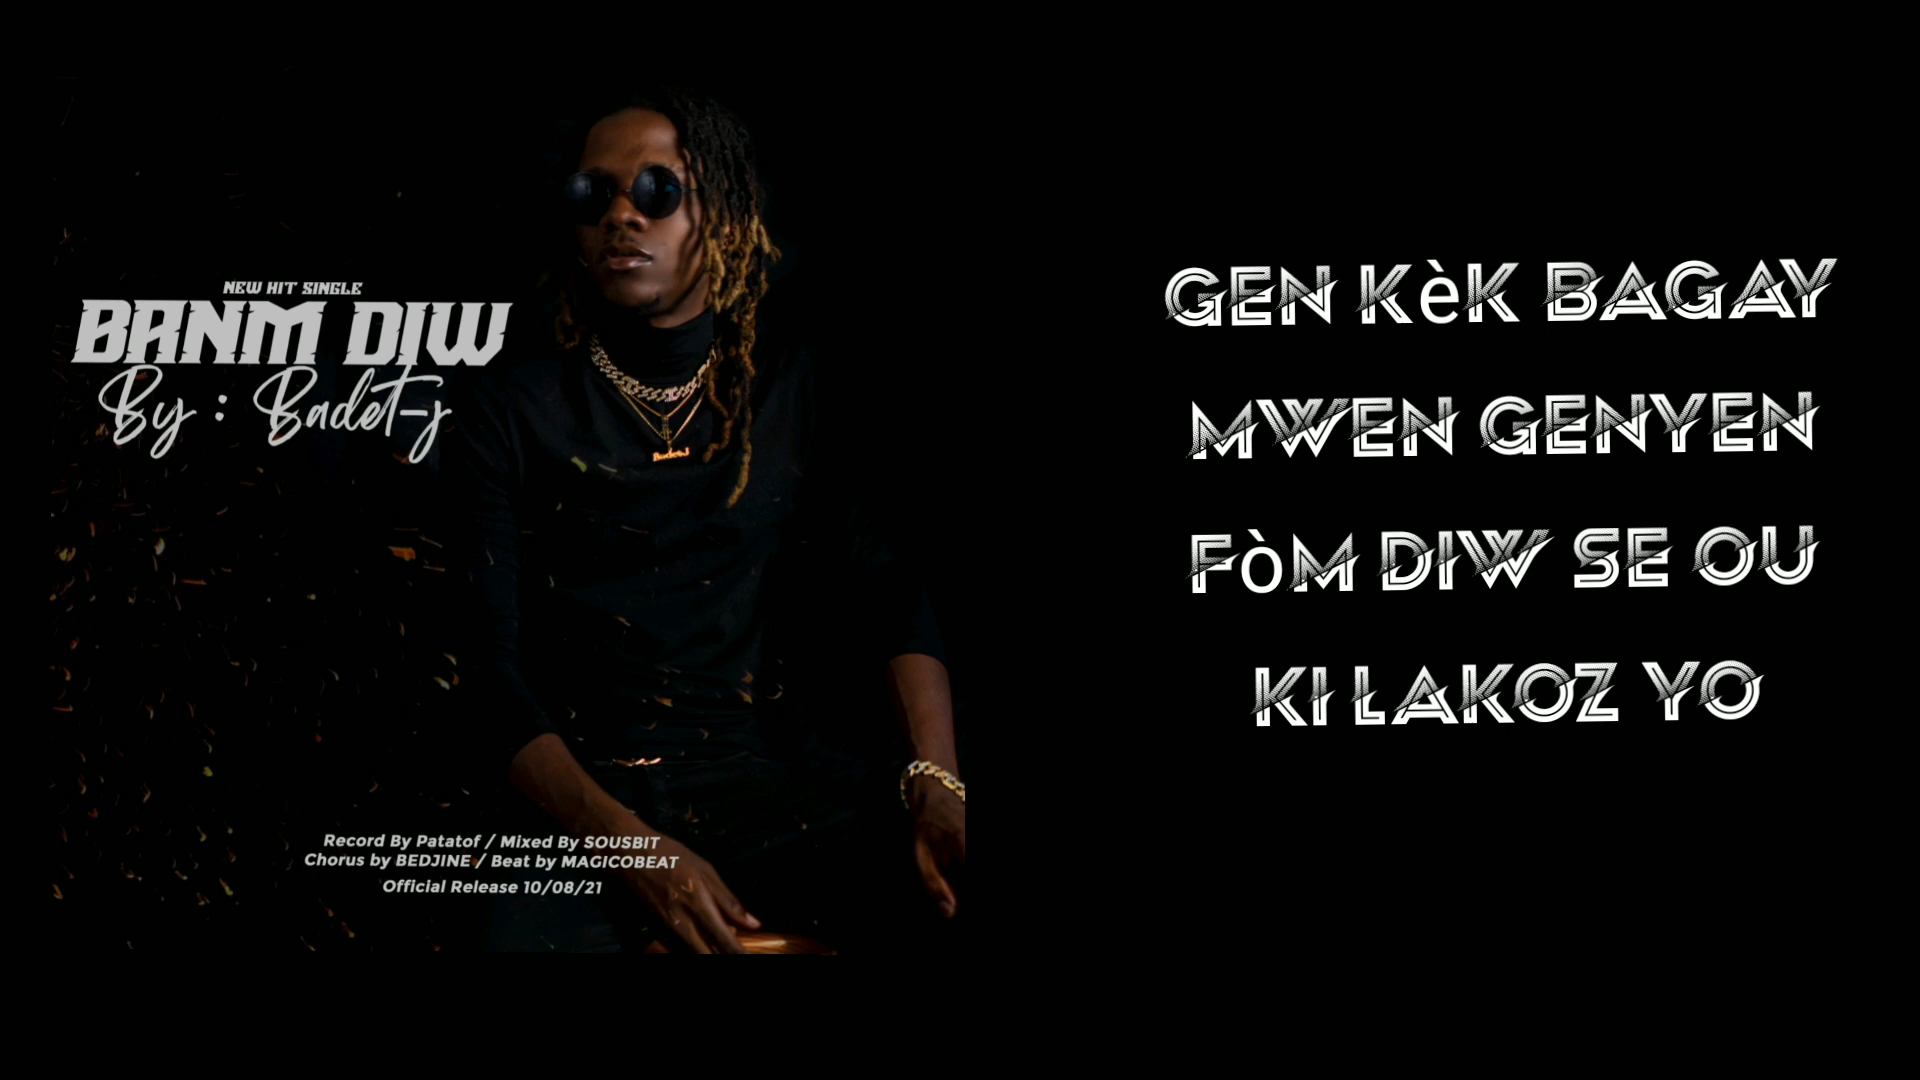 NEW HIT SINGLE
BANM DIW
By : Badet-j
BadetJ
Record By Patatof / Mixed By SOUSBIT
Chorus by BEDJINE / Beat by MAGICOBEAT
Official Release 10/08/21
GEN KèK BAGAY
MWEN GENYEN
FòM DIW SE OU
KI LAKOZ YO